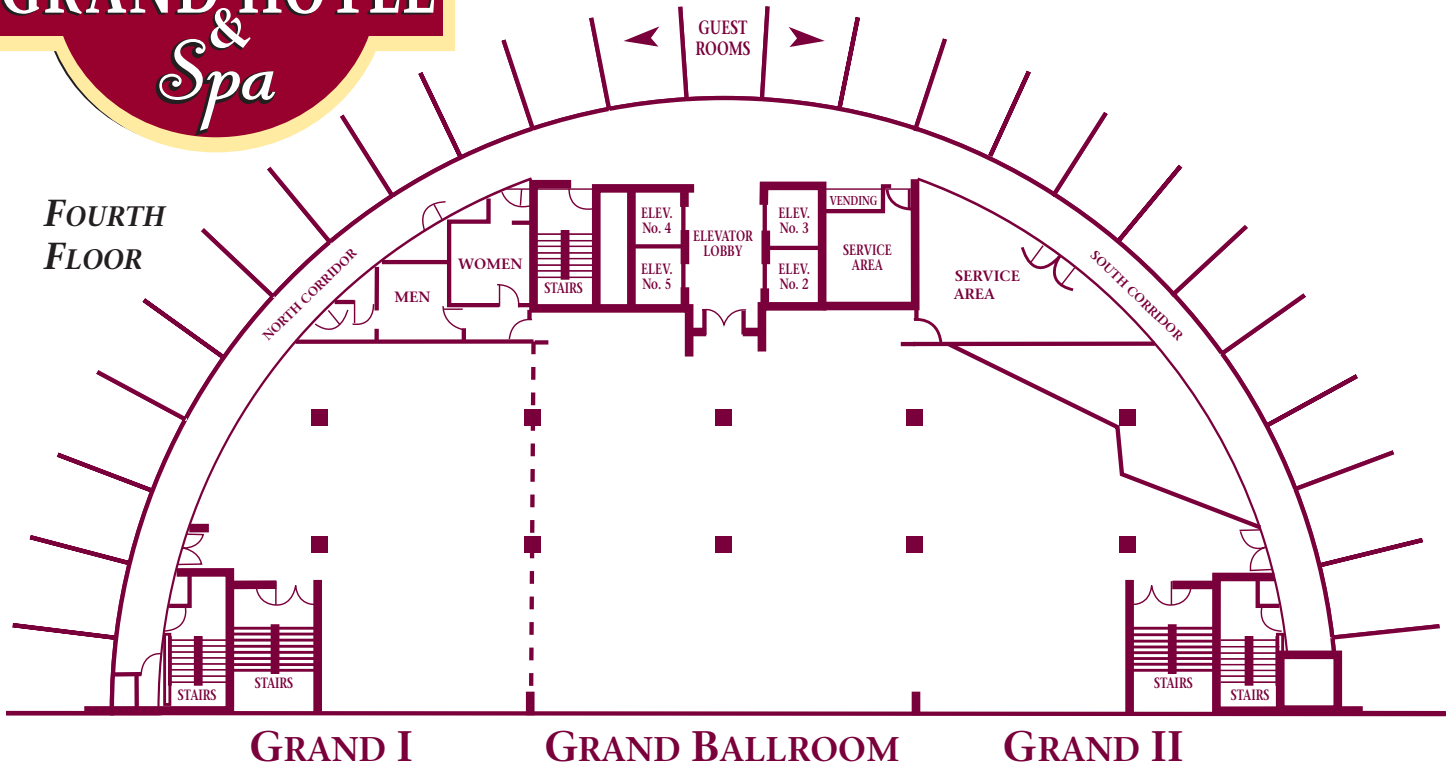 GRAND HOTEL
&
Spa
GUEST
ROOMS
FOURTH
FLOOR
NORTH CORRIDOR
WOMEN
MEN
STAIRS
ELEV.
No. 4
ELEV.
No. 5
ELEVATOR
LOBBY
ELEV.
No. 3
ELEV.
No. 2
VENDING
SERVICE
AREA
SERVICE
AREA
SOUTH CORRIDOR
STAIRS
STAIRS
STAIRS
STAIRS
GRAND I
GRAND BALLROOM
GRAND II